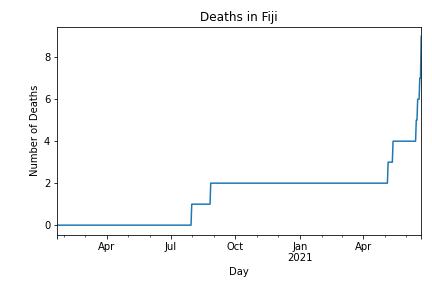 Deaths in Fiji
8
6
4
2
0
Number of Deaths
Apr
Jul
Oct
Jan
2021
Apr
Day